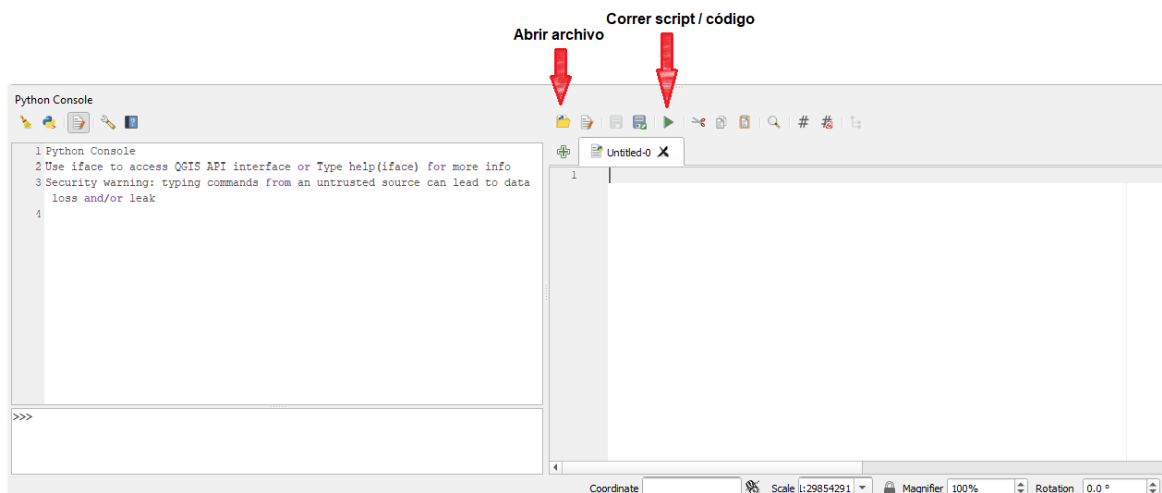 Correr script / código
Abrir archivo
Python Console
1 Python Console
2 Use iface to access QGIS API interface or Type help(iface) for more info
3 Security warning: typing commands from an untrusted source can lead to data
loss and/or leak
4
>>>
Untitled-0
1
Coordinate Scale 1:29854291 Magnifier 100% Rotation 0.0 °